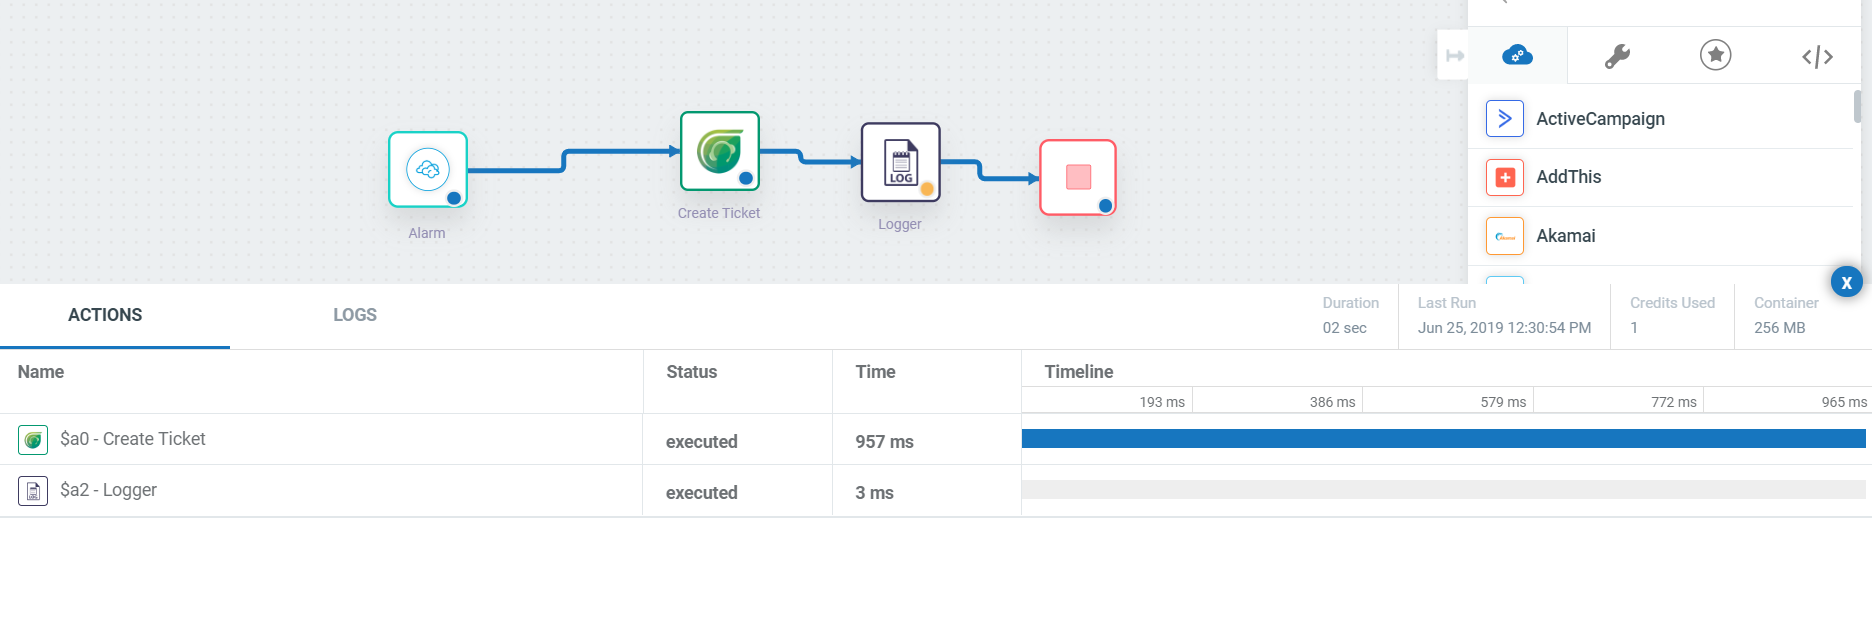 Alarm
Create Ticket
LOG
Logger
ActiveCampaign
AddThis
Akamai
X
ACTIONS
LOGS
Duration
02 sec
Last Run
Jun 25, 2019 12:30:54 PM
Credits Used
1
Container
256 MB
Name
Status
Time
Timeline
193 ms
386 ms
579 ms
772 ms
965 ms
$a0 - Create Ticket
executed
957 ms
$a2 - Logger
executed
3 ms